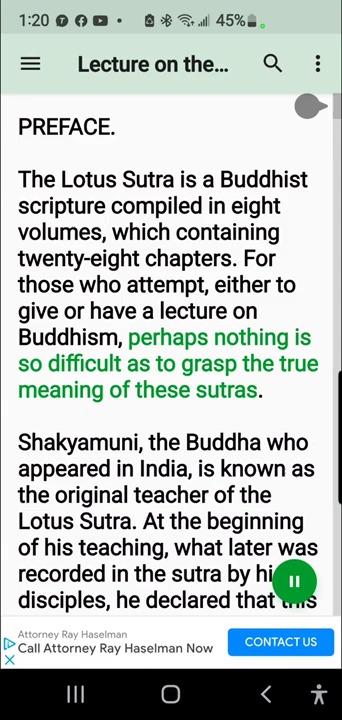 1:20
45%
Lecture on the...
PREFACE.
The Lotus Sutra is a Buddhist
scripture compiled in eight
volumes, which containing
twenty-eight chapters. For
those who attempt, either to
give or have a lecture on
Buddhism, perhaps nothing is
so difficult as to grasp the true
meaning of these sutras.
Shakyamuni, the Buddha who
appeared in India, is known as
the original teacher of the
Lotus Sutra. At the beginning
of his teaching, what later was
recorded in the sutra by
disciples, he declared that this
Attorney Ray Haselman
Call Attorney Ray Haselman Now
CONTACT US